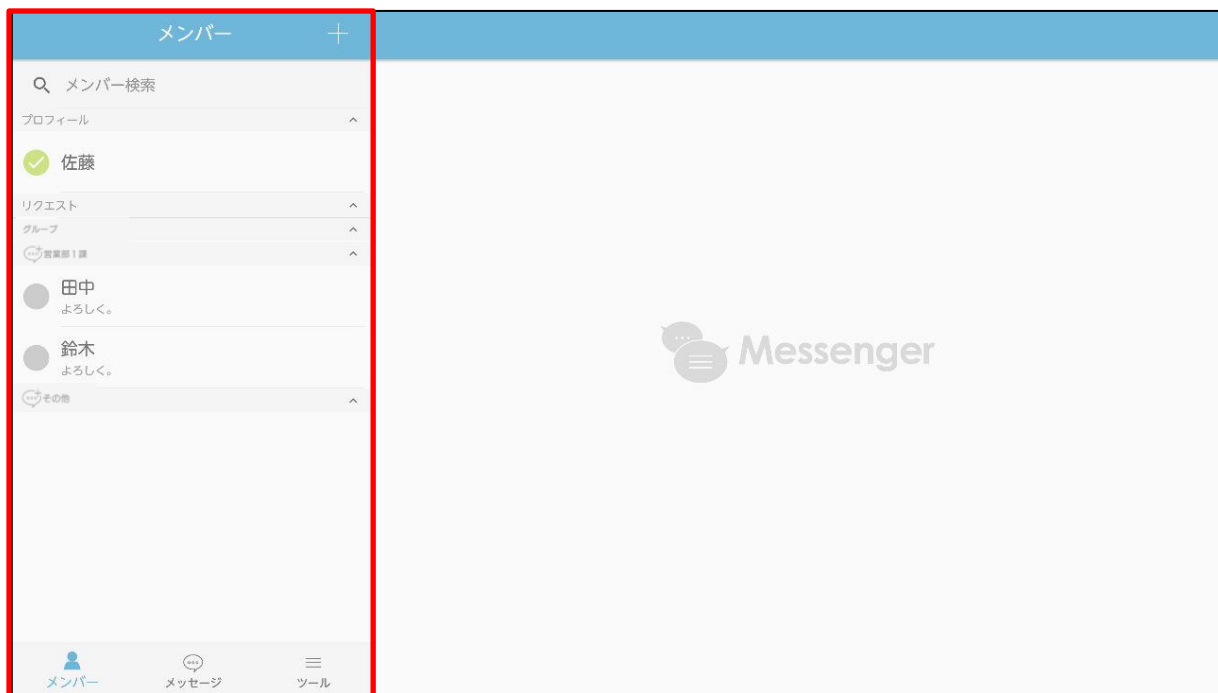 メンバー
メンバー検索
プロフィール
佐藤
リクエスト
グループ
営業部1課
田中
よろしく。
鈴木
よろしく。
その他
Messenger
メンバー
メッセージ
ツール